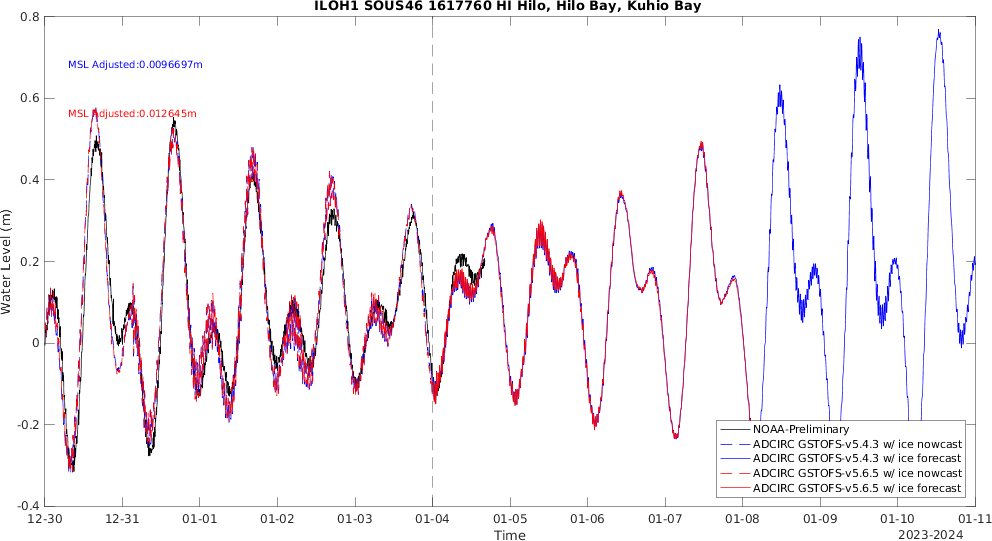 ILOH1 SOUS46 1617760 HI Hilo, Hilo Bay, Kuhio Bay
MSL Adjusted:0.0096697m
MSL Adjusted:0.012645m
Water Level (m)
0.8
0.6
0.4
0.2
0
-0.2
-0.4
NOAA-Preliminary
ADCIRC GSTOFS-v5.4.3 w/ ice nowcast
ADCIRC GSTOFS-v5.4.3 w/ ice forecast
ADCIRC GSTOFS-v5.6.5 w/ ice nowcast
ADCIRC GSTOFS-v5.6.5 w/ ice forecast
12-30 12-31 01-01 01-02 01-03 01-04 01-05 01-06 01-07 01-08 01-09 01-10 01-11
Time
2023-2024